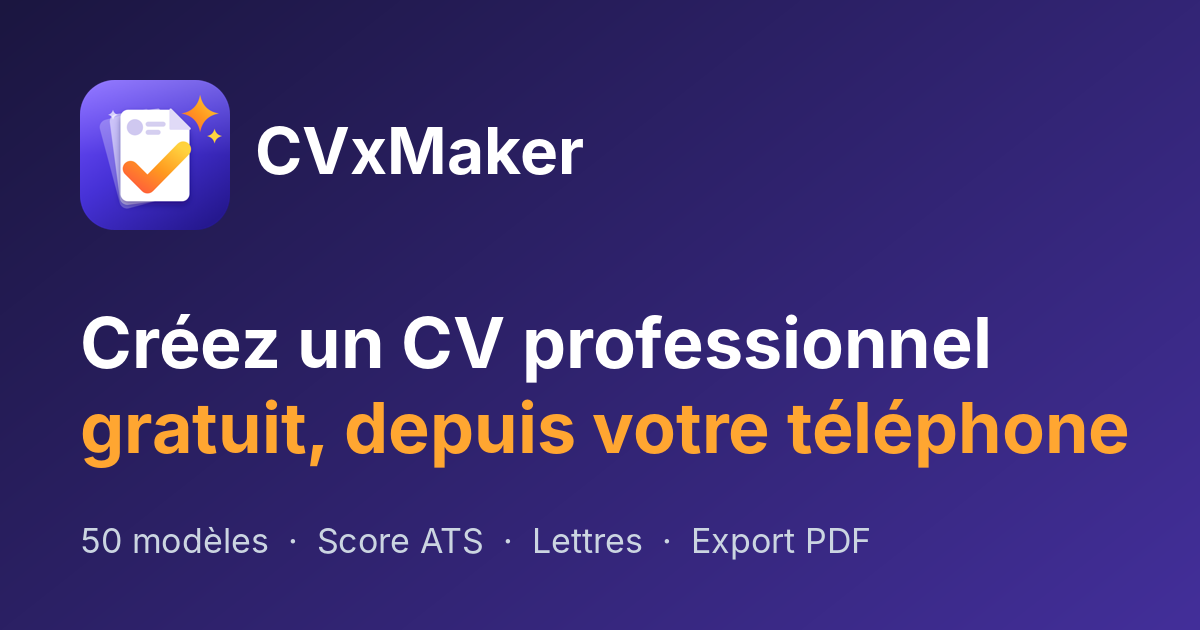 CVxMaker
Créez un CV professionnel
gratuit, depuis votre téléphone
50 modèles · Score ATS · Lettres · Export PDF